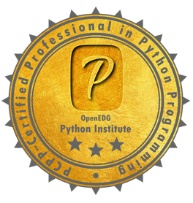 PCPP-Certified Professional in Python Programming
P
OpenEDG
Python Institute